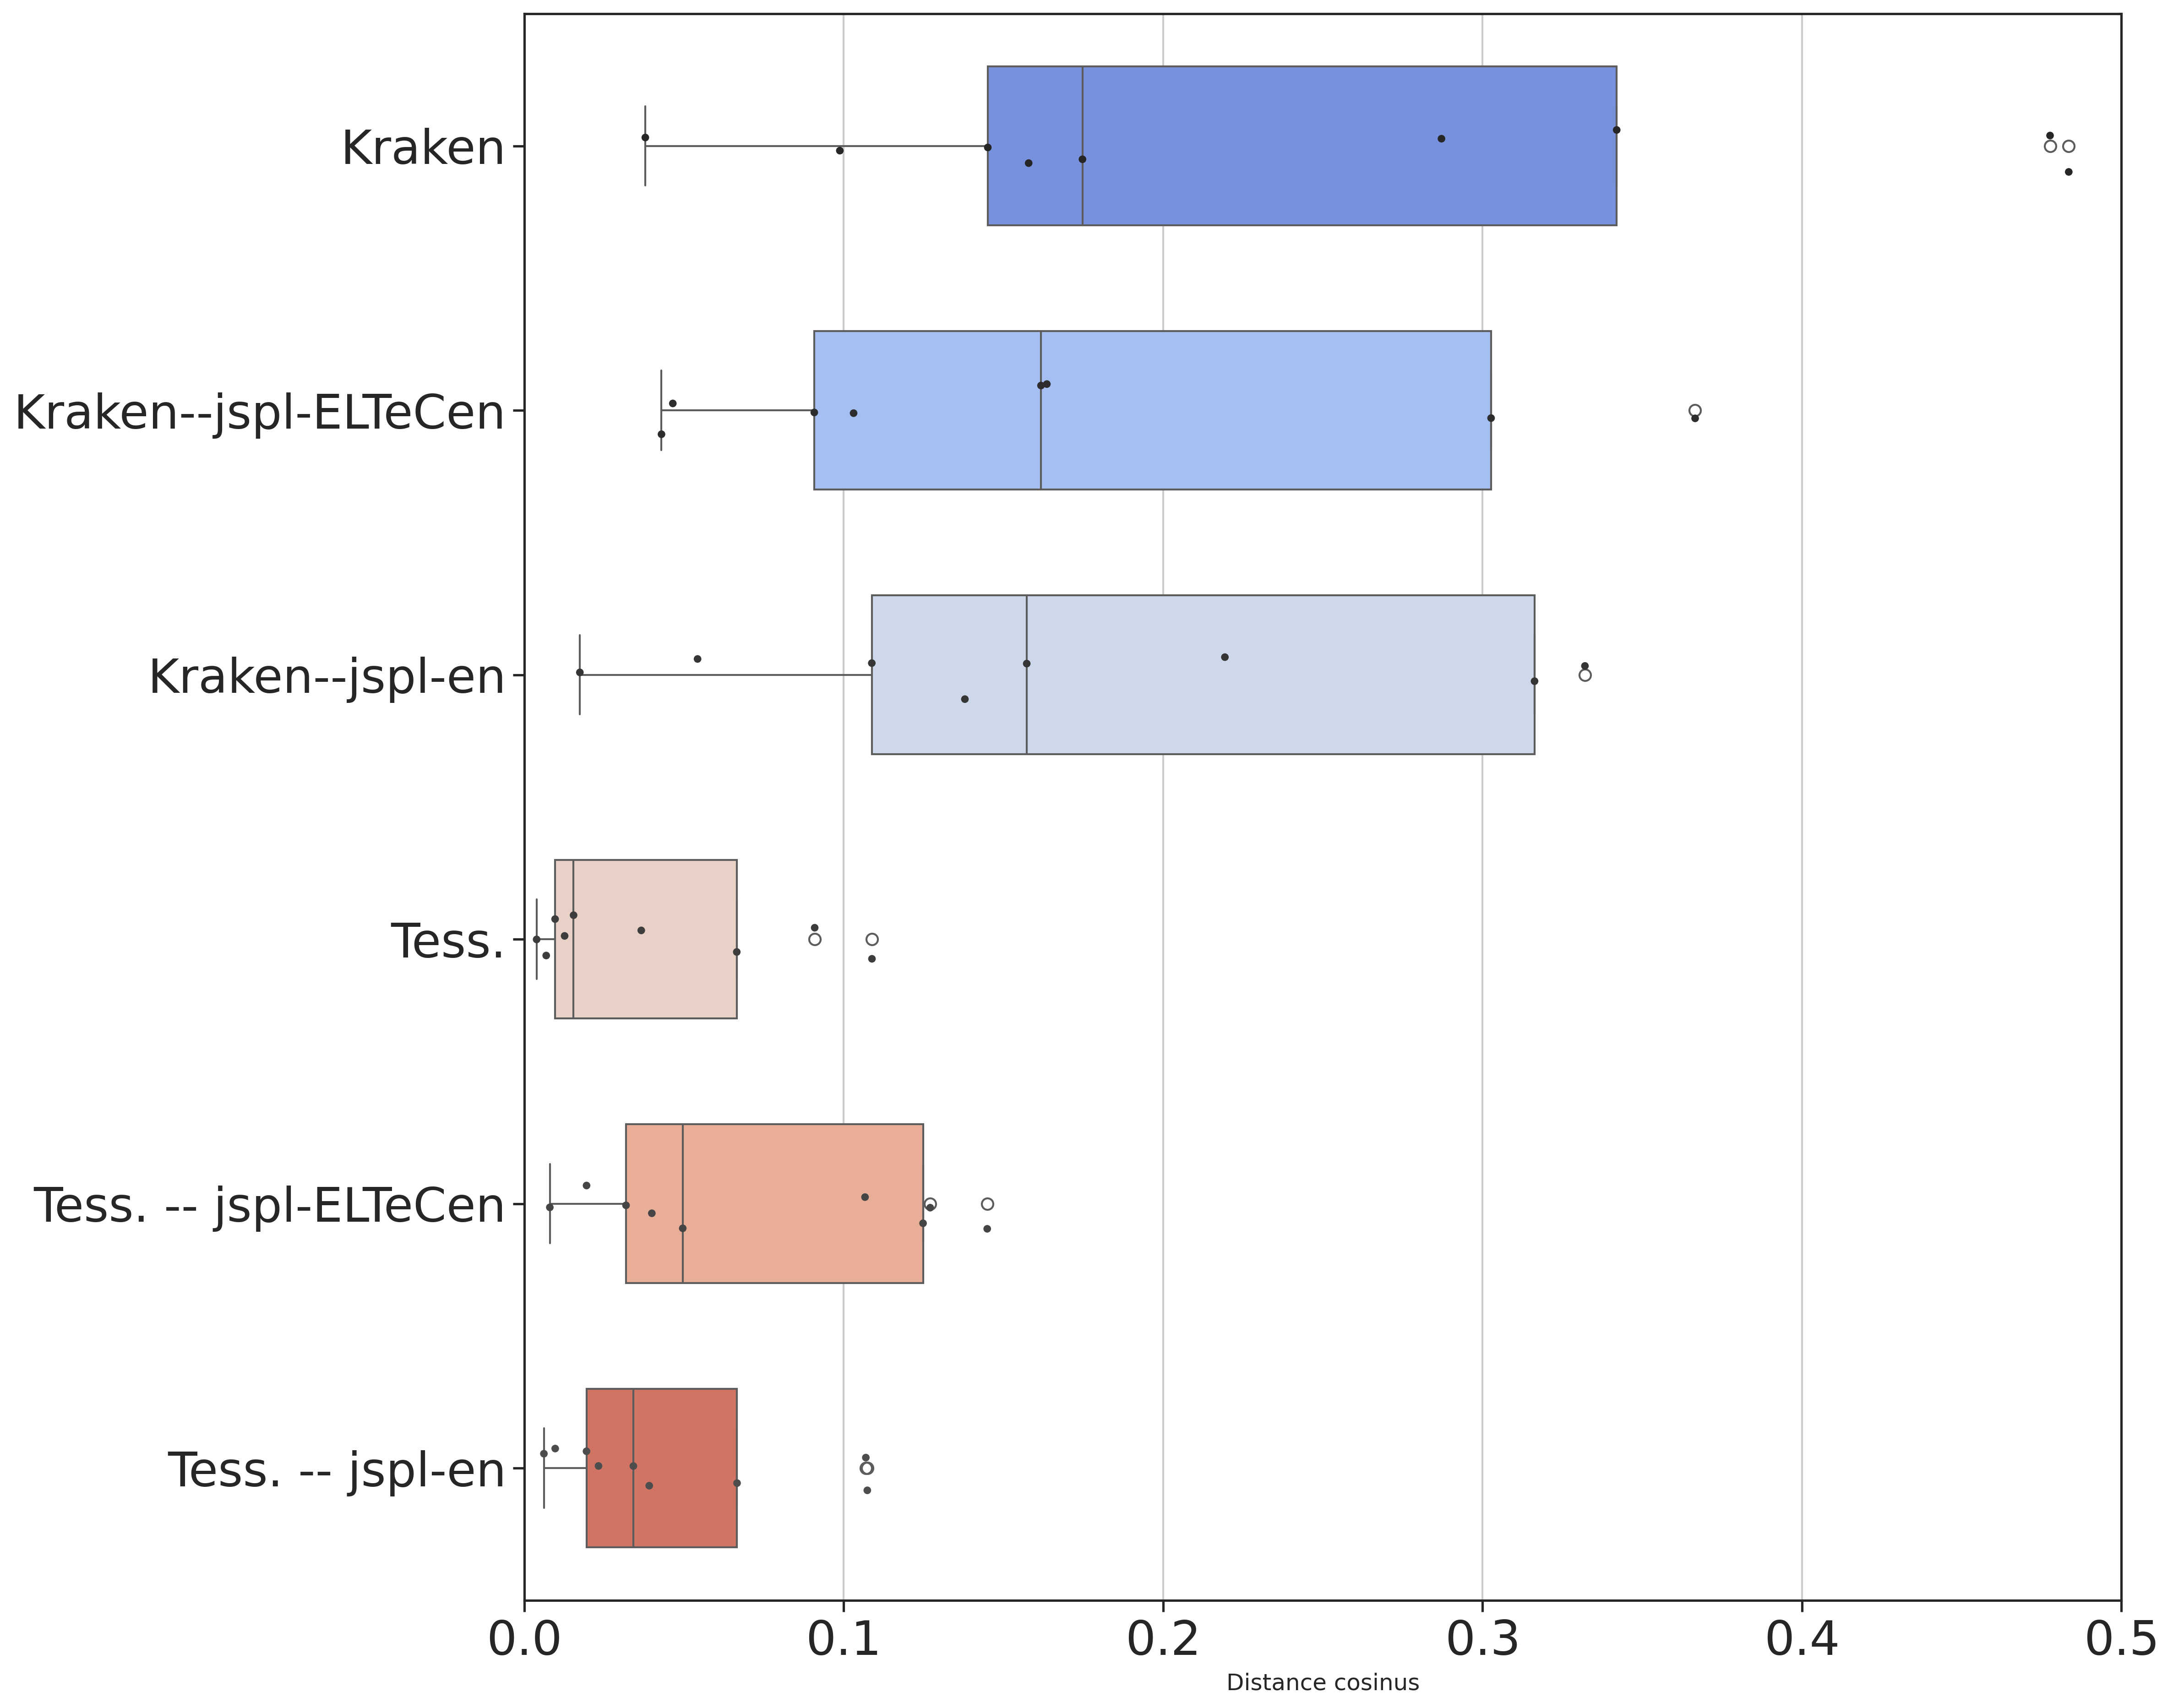 Kraken
Kraken--jspl-ELTeCen
Kraken--jspl-en
Tess.
Tess. -- jspl-ELTeCen
Tess. -- jspl-en
0.0 0.1 0.2 0.3 0.4 0.5
Distance cosinus